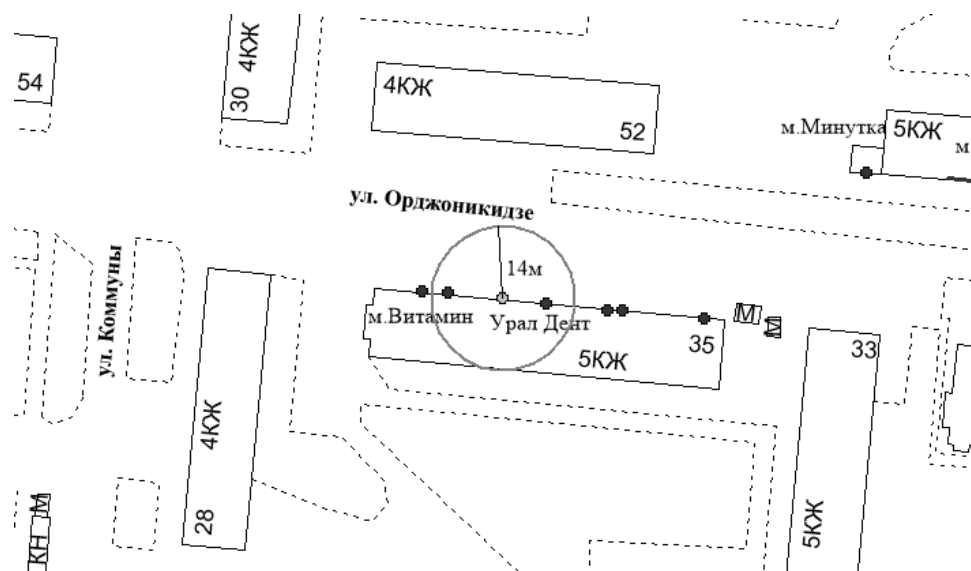 54
30 4КЖ
4КЖ
52
м.Минутка
5КЖ
м
ул. Орджоникидзе
ул. Коммуны
14м
м.Витамин
Урал Дент
5КЖ
35
М
М
33
4КЖ
28
5КЖ
М
КН